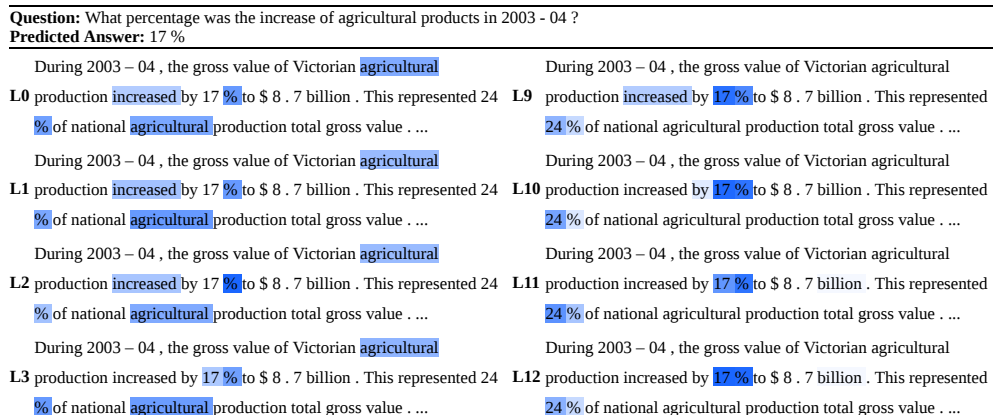 Question: What percentage was the increase of agricultural products in 2003 - 04 ?
Predicted Answer: 17 %
During 2003 – 04 , the gross value of Victorian agricultural
L0 production increased by 17 % to $ 8 . 7 billion . This represented 24
% of national agricultural production total gross value . ...
During 2003 – 04 , the gross value of Victorian agricultural
L1 production increased by 17 % to $ 8 . 7 billion . This represented 24
% of national agricultural production total gross value . ...
During 2003 – 04 , the gross value of Victorian agricultural
L2 production increased by 17 % to $ 8 . 7 billion . This represented 24
% of national agricultural production total gross value . ...
During 2003 – 04 , the gross value of Victorian agricultural
L3 production increased by 17 % to $ 8 . 7 billion . This represented 24
% of national agricultural production total gross value . ...
During 2003 – 04 , the gross value of Victorian agricultural
L9 production increased by 17 % to $ 8 . 7 billion . This represented
24 % of national agricultural production total gross value . ...
During 2003 – 04 , the gross value of Victorian agricultural
L10 production increased by 17 % to $ 8 . 7 billion . This represented
24 % of national agricultural production total gross value . ...
During 2003 – 04 , the gross value of Victorian agricultural
L11 production increased by 17 % to $ 8 . 7 billion . This represented
24 % of national agricultural production total gross value . ...
During 2003 – 04 , the gross value of Victorian agricultural
L12 production increased by 17 % to $ 8 . 7 billion . This represented
24 % of national agricultural production total gross value . ...